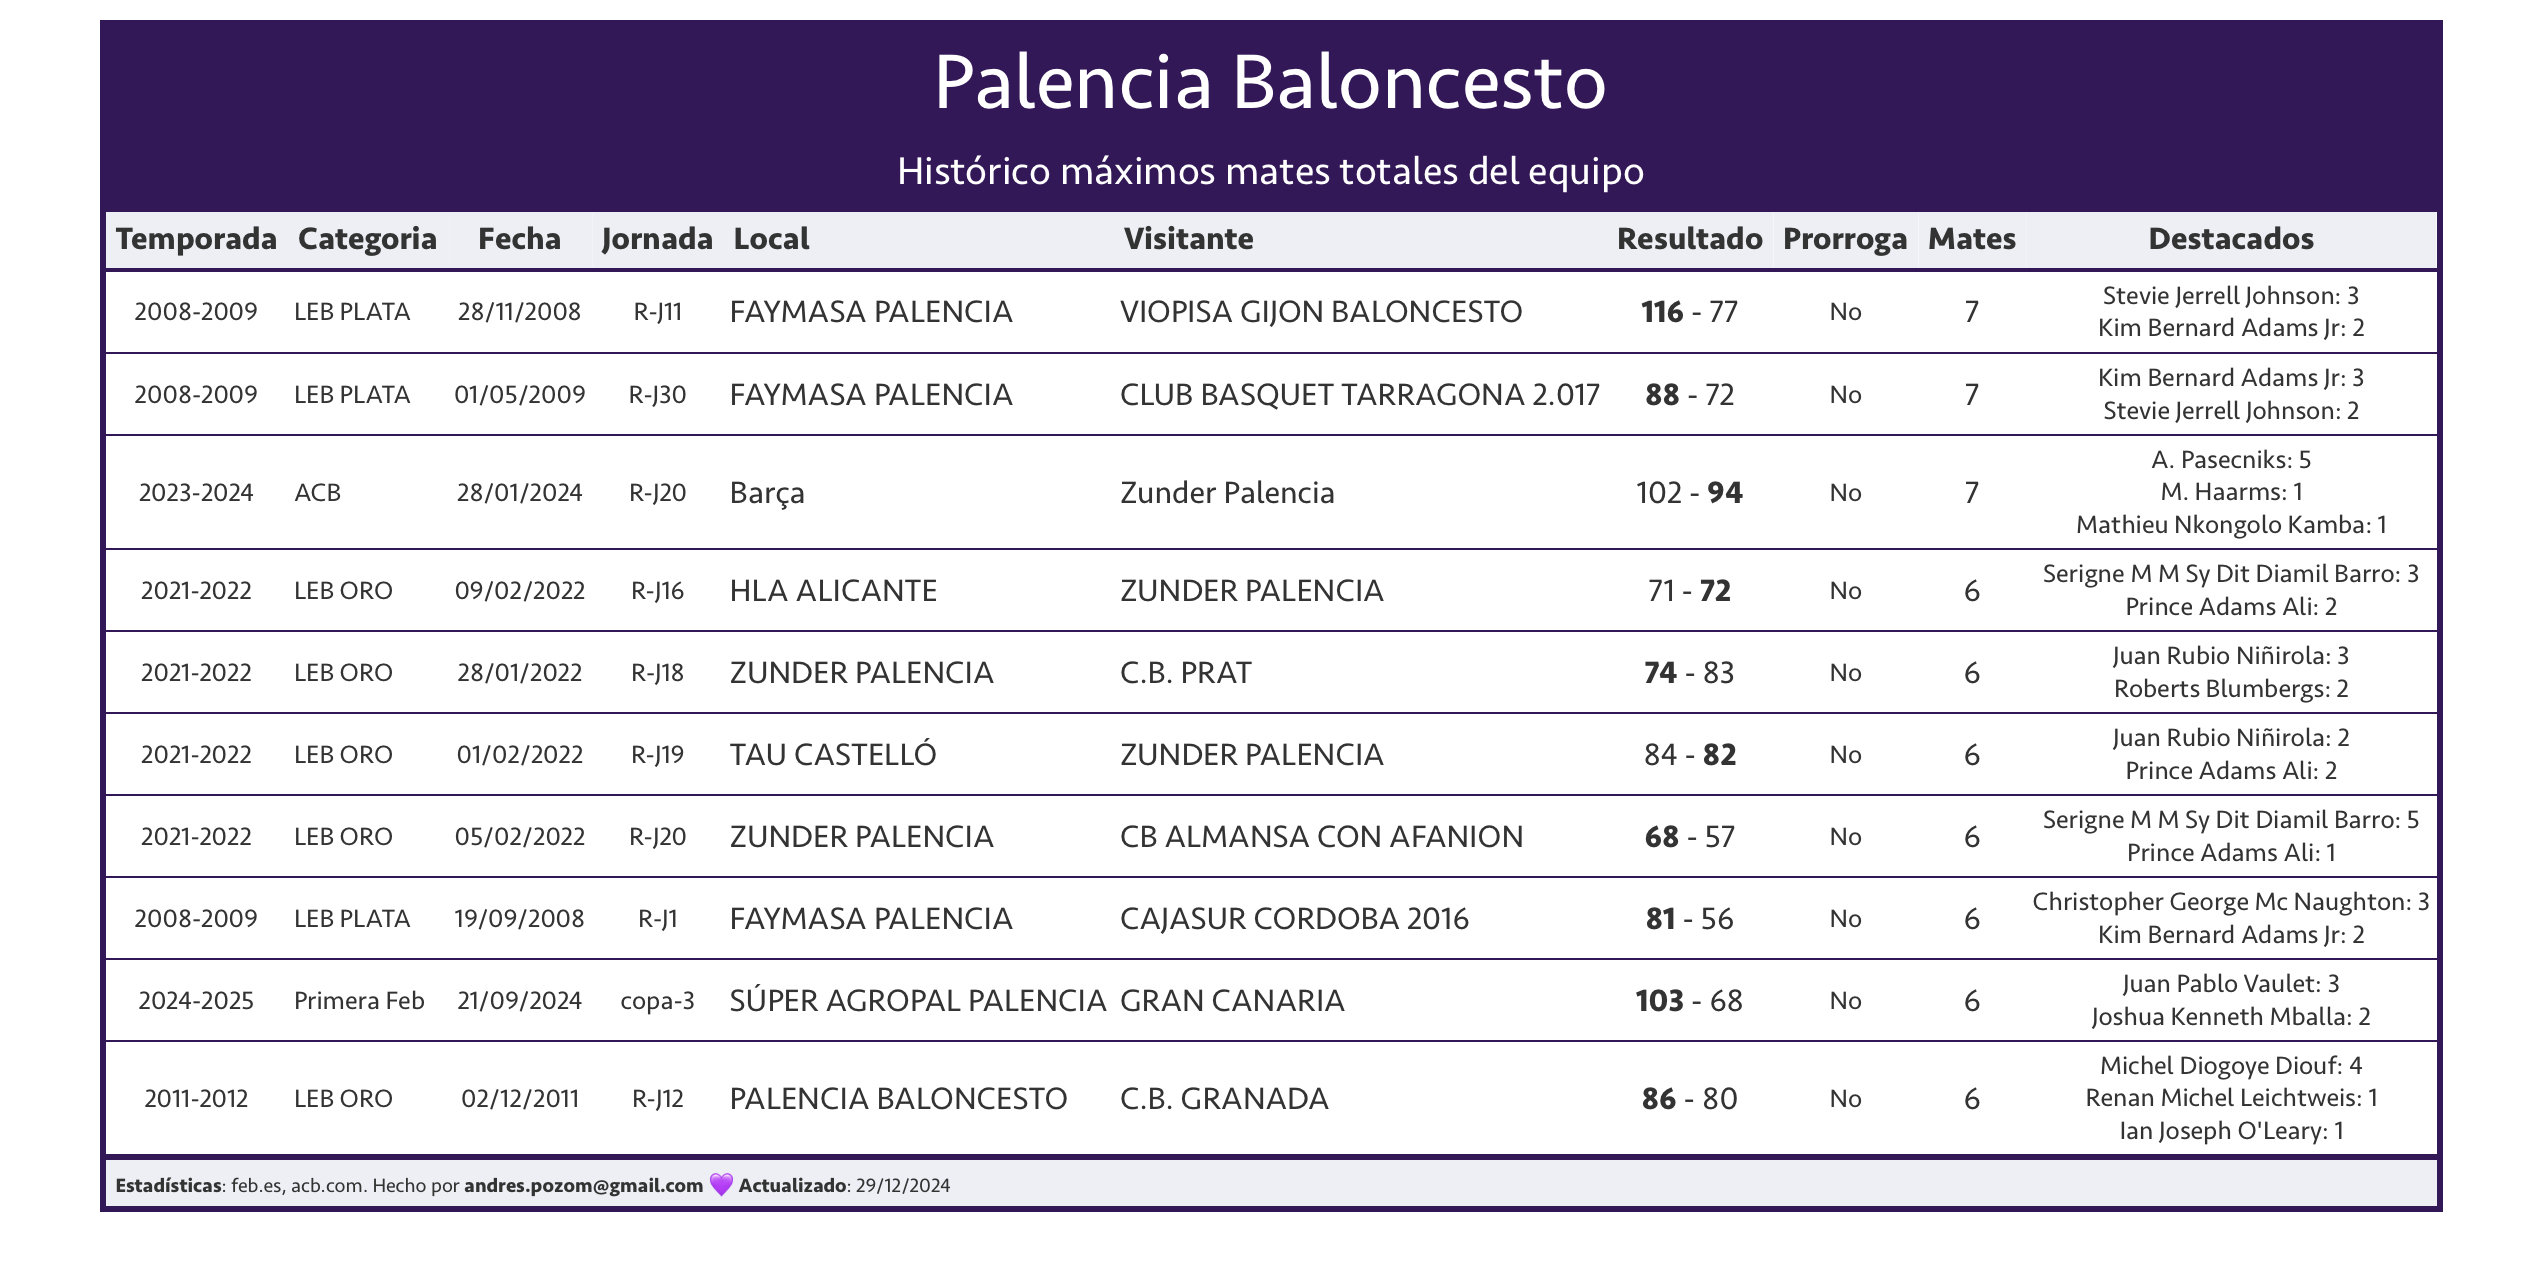 Palencia Baloncesto
Histórico máximos mates totales del equipo
Temporada Categoria Fecha Jornada Local Visitante Resultado Prorroga Mates Destacados
2008-2009 LEB PLATA 28/11/2008 R-J11 FAYMASA PALENCIA VIOPISA GIJON BALONCESTO 116 - 77 No 7 Stevie Jerrell Johnson: 3
Kim Bernard Adams Jr: 2
2008-2009 LEB PLATA 01/05/2009 R-J30 FAYMASA PALENCIA CLUB BASQUET TARRAGONA 2.017 88 - 72 No 7 Kim Bernard Adams Jr: 3
Stevie Jerrell Johnson: 2
2023-2024 ACB 28/01/2024 R-J20 Barça Zunder Palencia 102 - 94 No 7 A. Pasecniks: 5
M. Haarms: 1
Mathieu Nkongolo Kamba: 1
2021-2022 LEB ORO 09/02/2022 R-J16 HLA ALICANTE ZUNDER PALENCIA 71 - 72 No 6 Serigne M M Sy Dit Diamil Barro: 3
Prince Adams Ali: 2
2021-2022 LEB ORO 28/01/2022 R-J18 ZUNDER PALENCIA C.B. PRAT 74 - 83 No 6 Juan Rubio Niñirola: 3
Roberts Blumbergs: 2
2021-2022 LEB ORO 01/02/2022 R-J19 TAU CASTELLÓ ZUNDER PALENCIA 84 - 82 No 6 Juan Rubio Niñirola: 2
Prince Adams Ali: 2
2021-2022 LEB ORO 05/02/2022 R-J20 ZUNDER PALENCIA CB ALMANSA CON AFANION 68 - 57 No 6 Serigne M M Sy Dit Diamil Barro: 5
Prince Adams Ali: 1
2008-2009 LEB PLATA 19/09/2008 R-J1 FAYMASA PALENCIA CAJASUR CORDOBA 2016 81 - 56 No 6 Christopher George Mc Naughton: 3
Kim Bernard Adams Jr: 2
2024-2025 Primera Feb 21/09/2024 copa-3 SÚPER AGROPAL PALENCIA GRAN CANARIA 103 - 68 No 6 Juan Pablo Vaulet: 3
Joshua Kenneth Mballa: 2
2011-2012 LEB ORO 02/12/2011 R-J12 PALENCIA BALONCESTO C.B. GRANADA 86 - 80 No 6 Michel Diogoye Diouf: 4
Renan Michel Leichtweis: 1
Ian Joseph O'Leary: 1
Estadísticas: feb.es, acb.com. Hecho por andres.pozom@gmail.com 💜 Actualizado: 29/12/2024